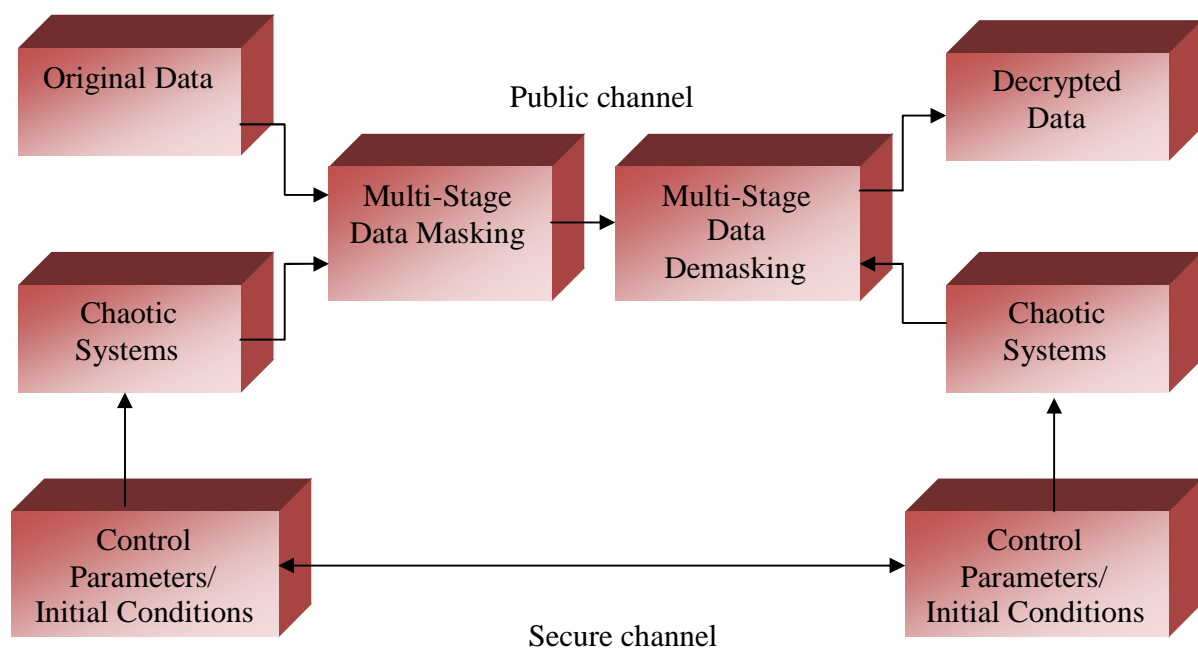 Original Data
Public channel
Decrypted
Data
Multi-Stage
Data Masking
Multi-Stage
Data
Demasking
Chaotic
Systems
Chaotic
Systems
Control
Parameters/
Initial Conditions
Control
Parameters/
Initial Conditions
Secure channel